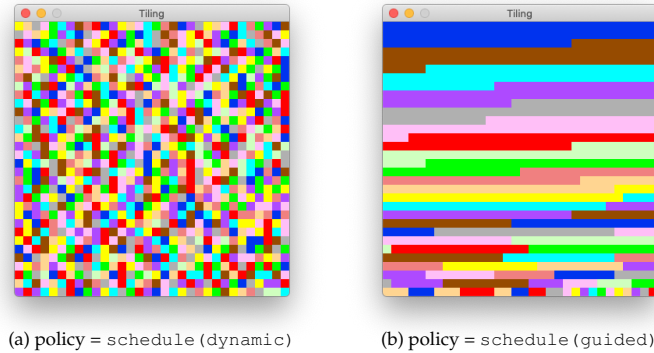 Tiling
Tiling
(a) policy = schedule(dynamic)
(b) policy = schedule(guided)